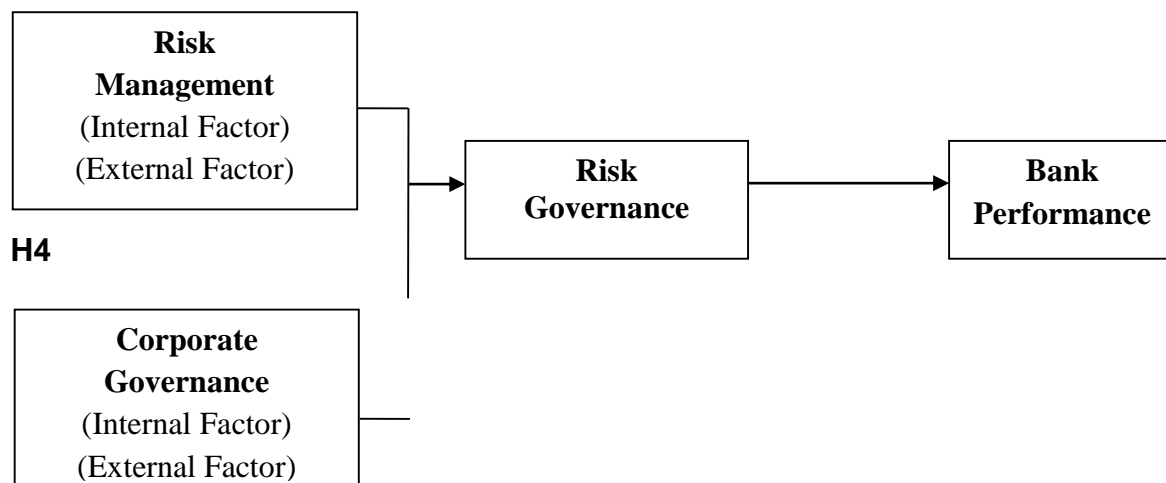 Risk
Management
(Internal Factor)
(External Factor)
Risk
Governance
Bank
Performance
H4
Corporate
Governance
(Internal Factor)
(External Factor)